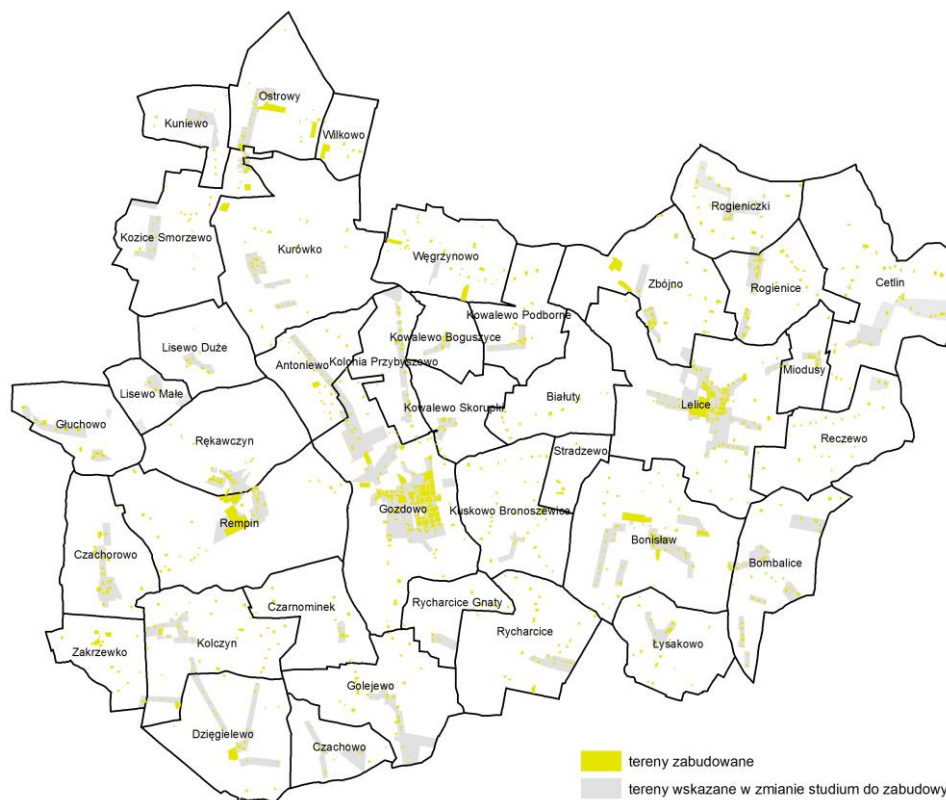 Ostrowy
Kuniewo
Wilkowo
Rogieniczki
Kozice Smorzewo
Kurówko
Węgrzynowo
Zbójno
Rogienice
Cetlin
Kowalewo Podborne
Lisewo Duże
Kowalewo Boguszyce
Antoniewo
Kolonia Przybyszewo
Miodusy
Lisewo Małe
Białuty
Lelice
Kowalewo Skorupki
Głuchowo
Rękawczyn
Reczewo
Stradzewo
Gozdowo
Kuskowo Bronoszewice
Rempin
Bonisław
Czachorowo
Bombalice
Czarnominek
Rycharcice Gnaty
Rycharcice
Kolczyn
Łysakowo
Zakrzewko
Golejewo
Dzięgielewo
Czachowo
tereny zabudowane
tereny wskazane w zmianie studium do zabudowy